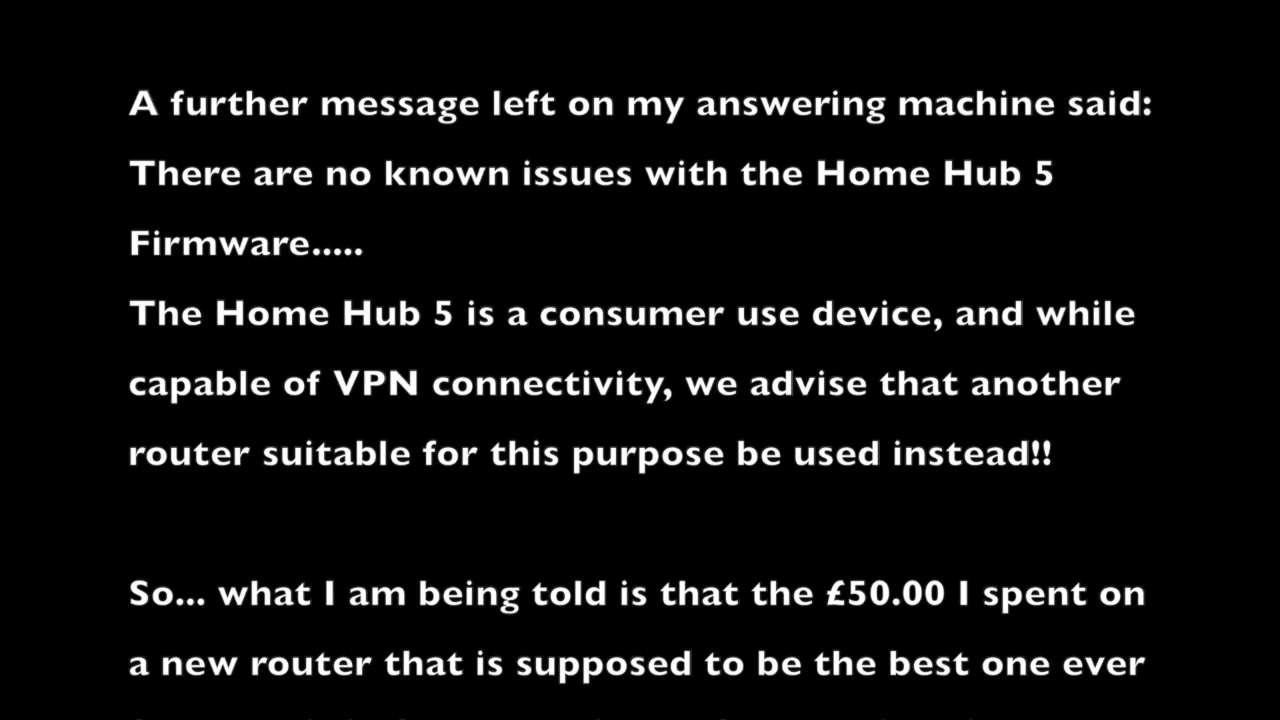 A further message left on my answering machine said:
There are no known issues with the Home Hub 5
Firmware.....
The Home Hub 5 is a consumer use device, and while
capable of VPN connectivity, we advise that another
router suitable for this purpose be used instead!!
So... what I am being told is that the £50.00 I spent on
a new router that is supposed to be the best one ever